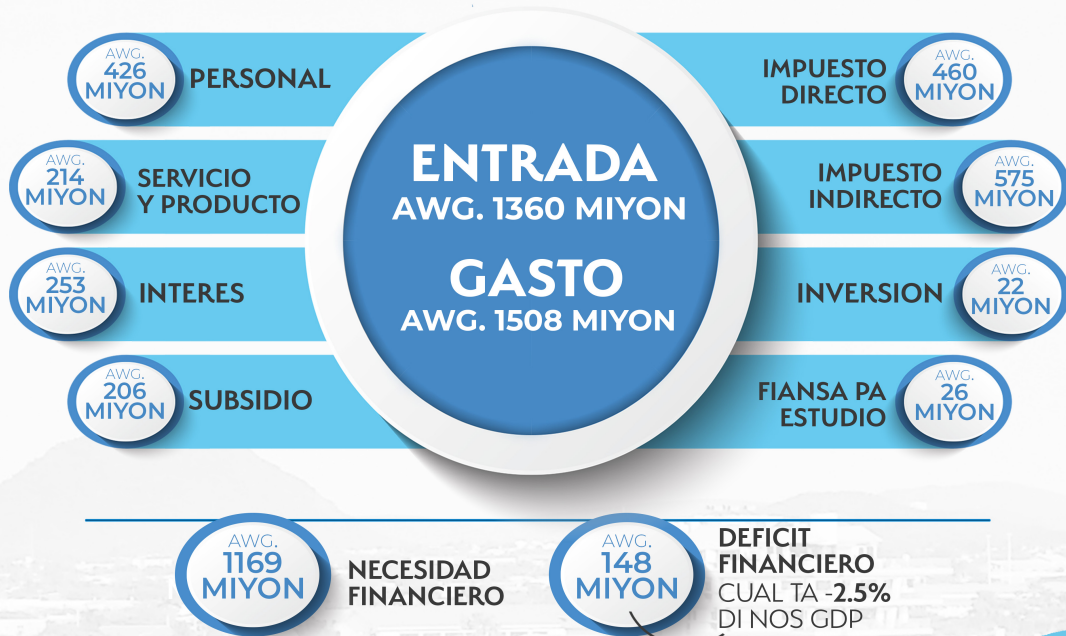 AWG.
426
MIYON
PERSONAL
AWG.
214
MIYON
SERVICIO
Y PRODUCTO
AWG.
253
MIYON
INTERES
AWG.
206
MIYON
SUBSIDIO
ENTRADA
AWG. 1360 MIYON
GASTO
AWG. 1508 MIYON
IMPUESTO
DIRECTO
AWG.
460
MIYON
IMPUESTO
INDIRECTO
AWG.
575
MIYON
INVERSION
AWG.
22
MIYON
FIANSA PA
ESTUDIO
AWG.
26
MIYON
AWG.
1169
MIYON
NECESIDAD
FINANCIERO
AWG.
148
MIYON
DEFICIT
FINANCIERO
CUAL TA -2.5%
DI NOS GDP